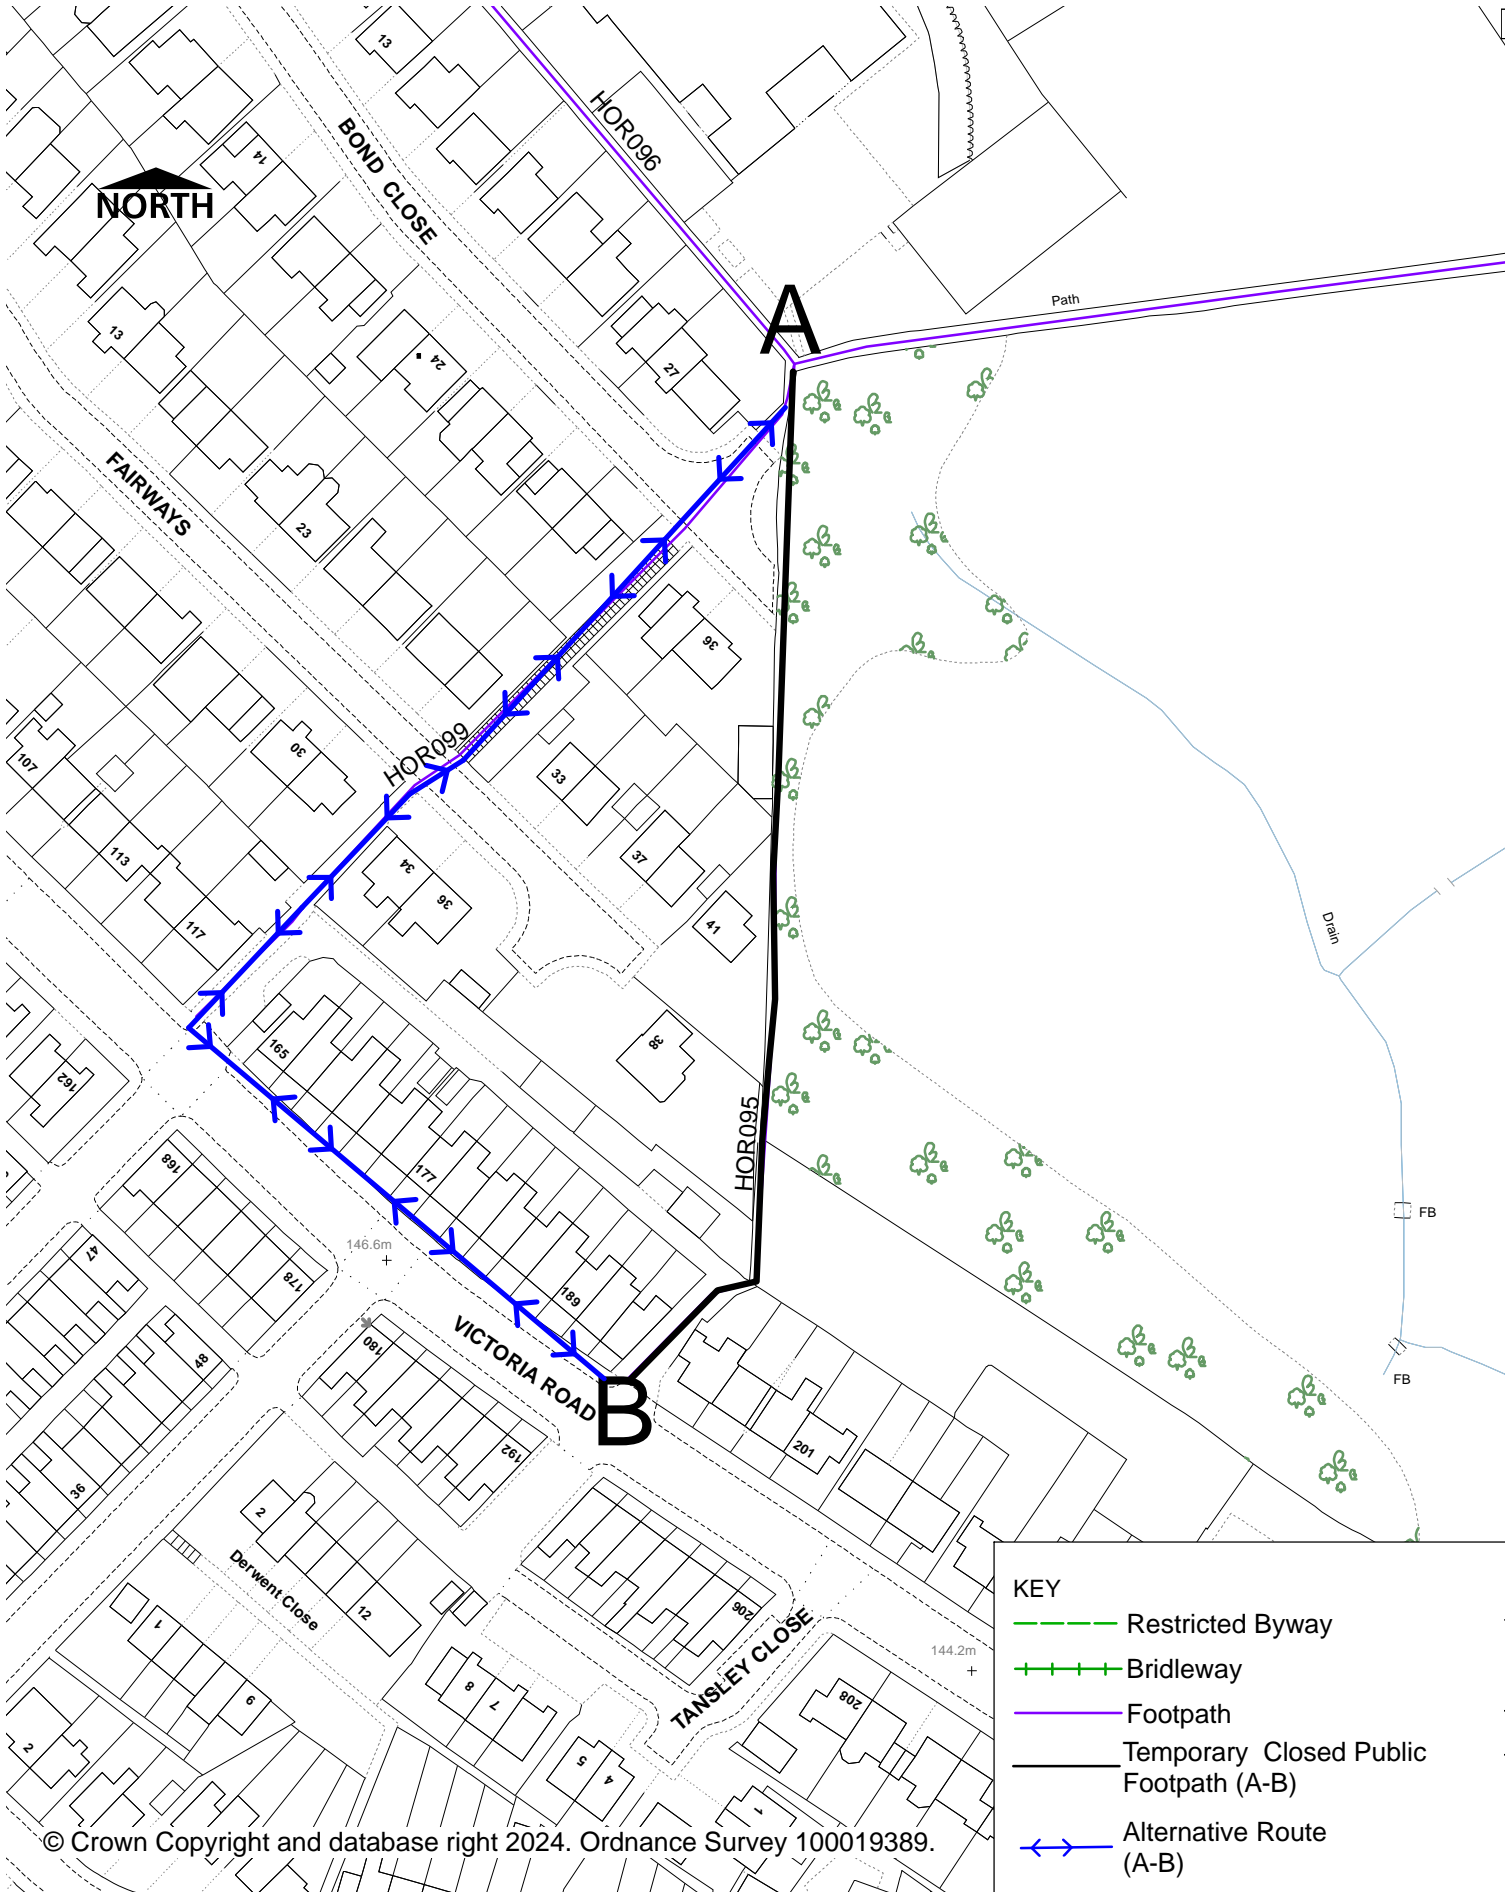 13
HOR096
BOND CLOSE
14
NORTH
A
Path
13
24
27
FAIRWAYS
23
36
HOR099
107
30
33
113
34
36
37
117
41
Drain
165
38
162
HOR095
168
177
FB
47
146.6m
178
189
180
VICTORIA ROAD
B
FB
48
192
201
36
2
Derwent Close
12
206
TANSLEY CLOSE
144.2m
1
8
7
208
9
2
5
4
1
KEY
Restricted Byway
Bridleway
Footpath
Temporary Closed Public
Footpath (A-B)
Alternative Route
(A-B)
© Crown Copyright and database right 2024. Ordnance Survey 100019389.